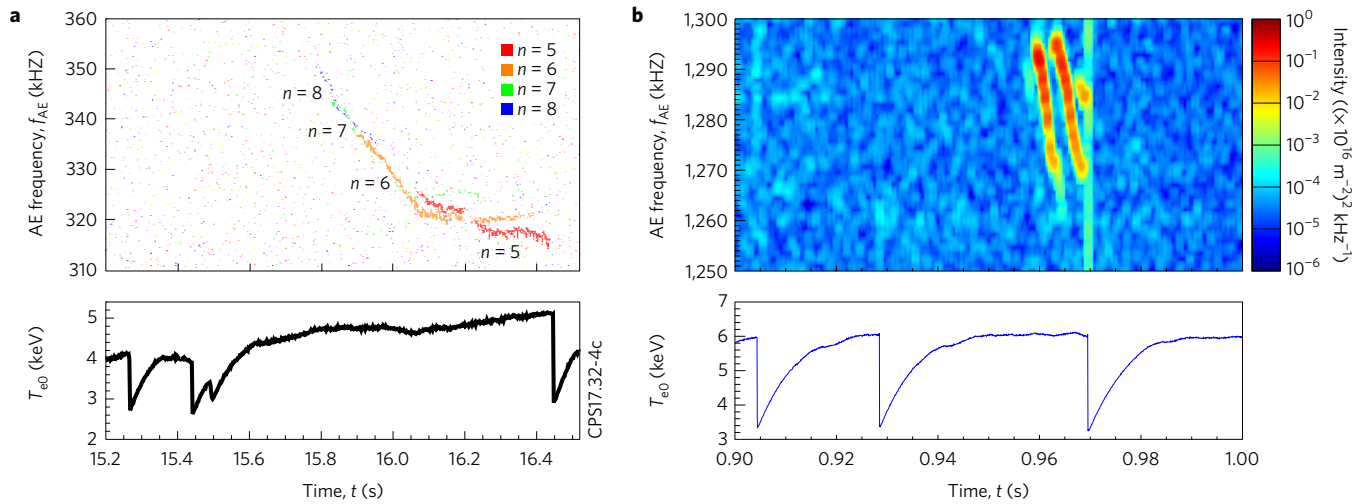 a
AE frequency, f_AE (kHZ)
360
350
340
330
320
310
n = 5
n = 6
n = 7
n = 8
n = 8
n = 7
n = 6
n = 5
T_e0 (keV)
5
4
3
2
15.2
15.4
15.6
15.8
16.0
16.2
16.4
Time, t (s)
CPS17.32-4c
b
AE frequency, f_AE (kHZ)
1,300
1,290
1,280
1,270
1,260
1,250
10^0
10^-1
10^-2
10^-3
10^-4
10^-5
10^-6
Intensity ((× 10^16 m^-2)^2 kHz^-1)
T_e0 (keV)
7
6
5
4
3
0.90
0.92
0.94
0.96
0.98
1.00
Time, t (s)